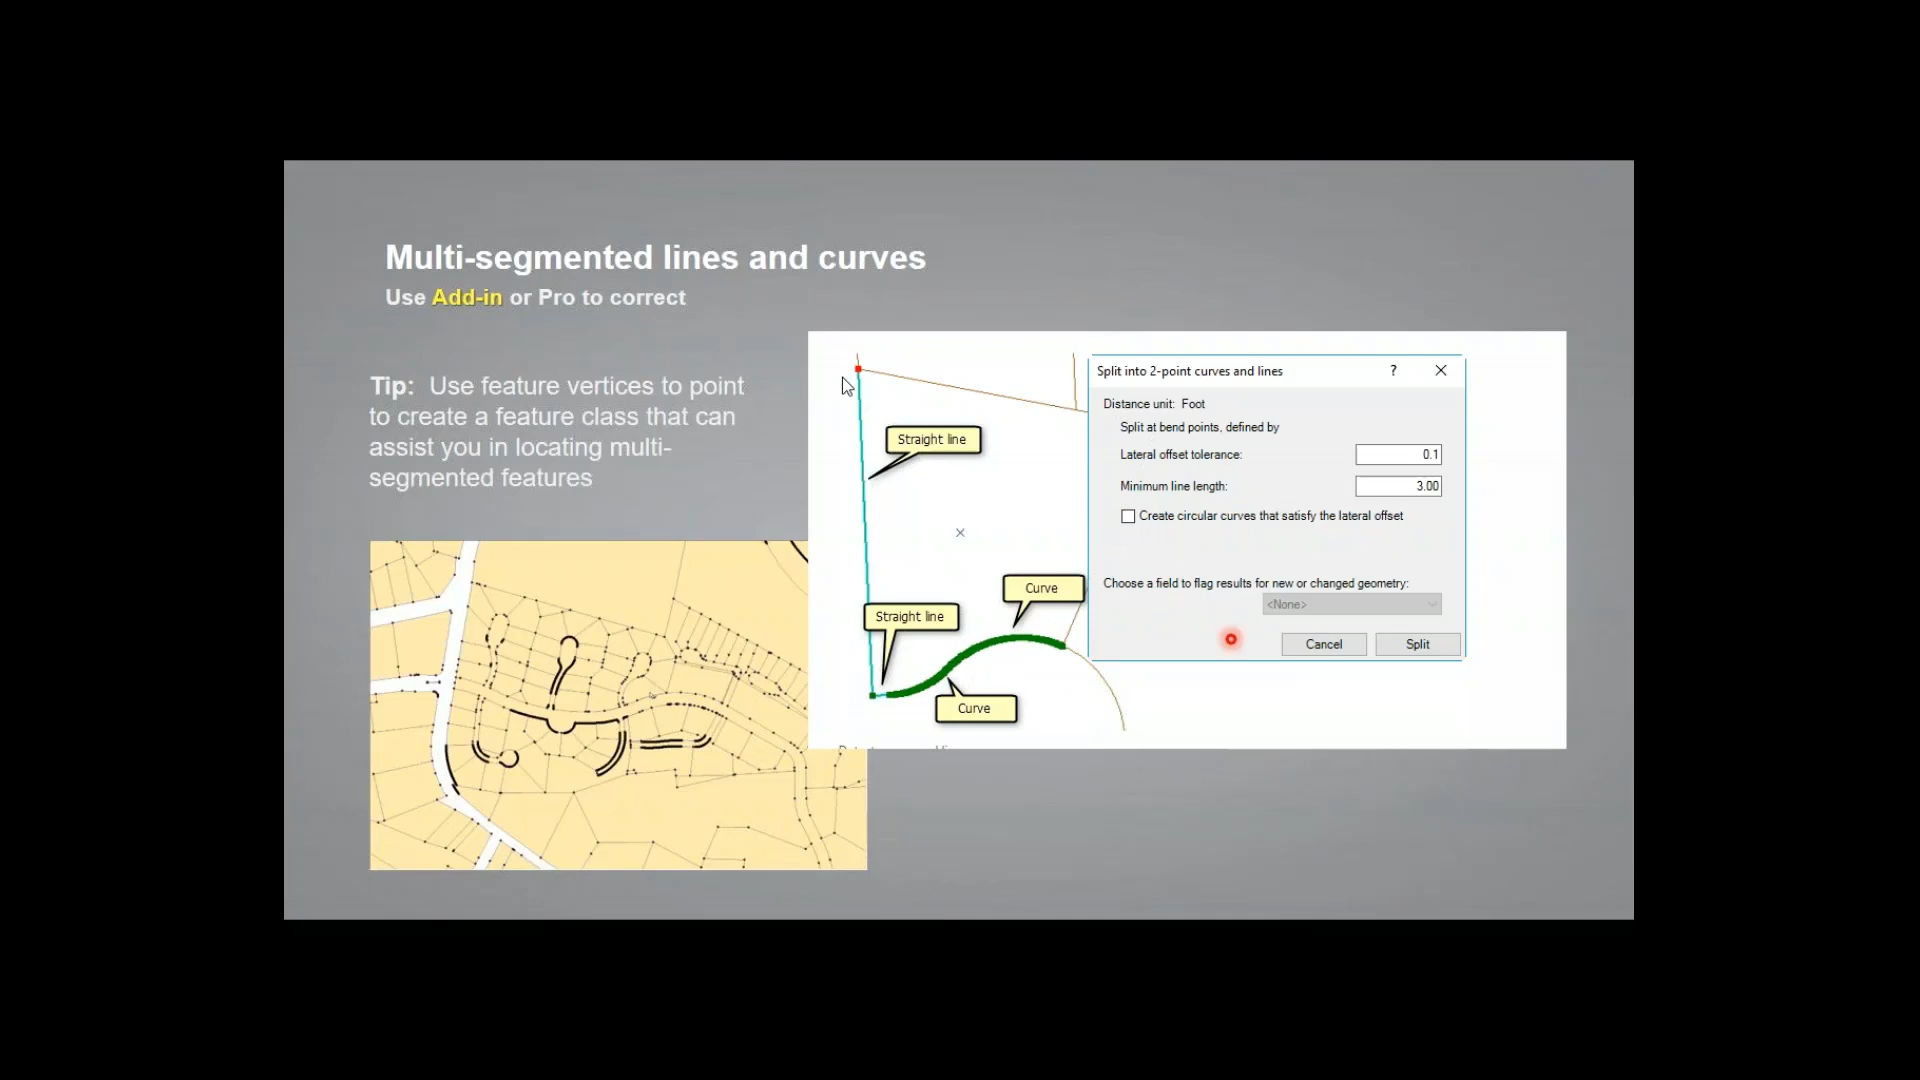 Multi-segmented lines and curves
Use Add-in or Pro to correct
Tip: Use feature vertices to point
to create a feature class that can
assist you in locating multi-
segmented features
Straight line
Straight line
Curve
Curve
Split into 2-point curves and lines
?
Distance unit: Foot
Split at bend points, defined by
Lateral offset tolerance: 0.1
Minimum line length: 3.00
Create circular curves that satisfy the lateral offset
Choose a field to flag results for new or changed geometry:
<None>
Cancel Split